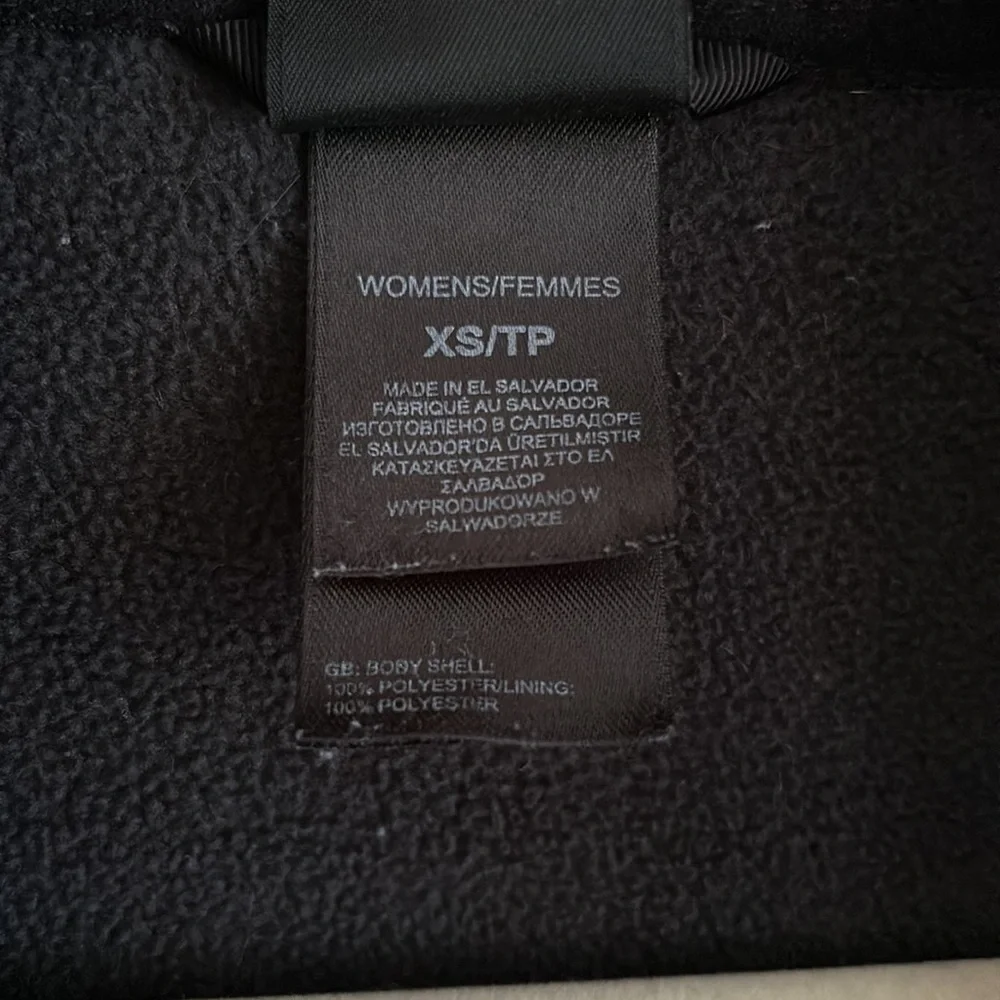 WOMENS/FEMMES
XS/TP
MADE IN EL SALVADOR
FABRIQUÉ AU SALVADOR
ИЗГОТОВЛЕНО В САЛЬВАДОРЕ
EL SALVADOR'DA ÜRETILMISTIR
ΚΑΤΑΣΚΕΥΑΖΕΤΑΙ ΣΤΟ ΕΛ
ΣΑΛΒΑΔΟΡ
WYPRODUKOWANO W
SALWADORZE
GB: BODY SHELL:
100% POLYESTER/LINING:
100% POLYESTER